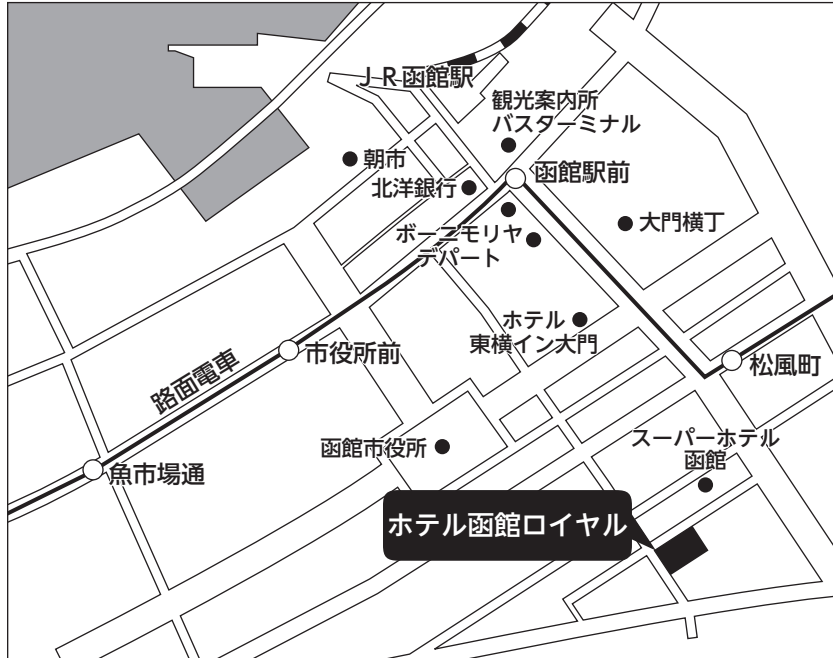 JR函館駅
観光案内所
バスターミナル
朝市
北洋銀行
函館駅前
ボーニモリヤ
デパート
大門横丁
ホテル
東横イン大門
市役所前
路面電車
松風町
函館市役所
スーパーホテル
函館
魚市場通
ホテル函館ロイヤル